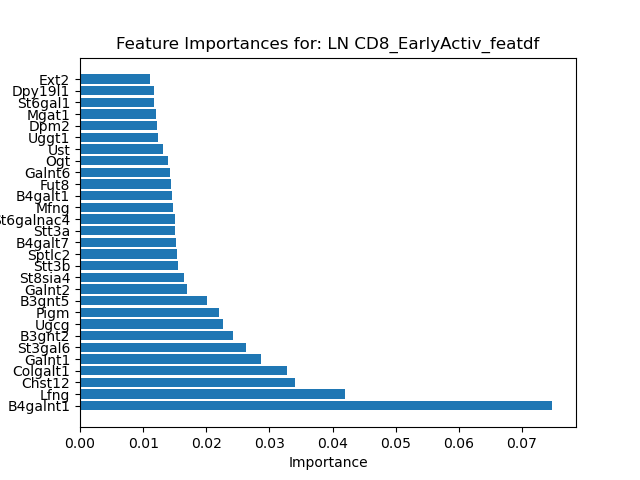 Feature Importances for: LN CD8_EarlyActiv_featdf
Ext2
Dpy19l1
St6gal1
Mgat1
Dpm2
Uggt1
Ust
Ogt
Galnt6
Fut8
B4galt1
Mfng
St6galnac4
Stt3a
B4galt7
Sptlc2
Stt3b
St8sia4
Galnt2
B3gnt5
Pigm
Ugcg
B3gnt2
St3gal6
Galnt1
Colgalt1
Chst12
Lfng
B4galnt1
0.00 0.01 0.02 0.03 0.04 0.05 0.06 0.07
Importance